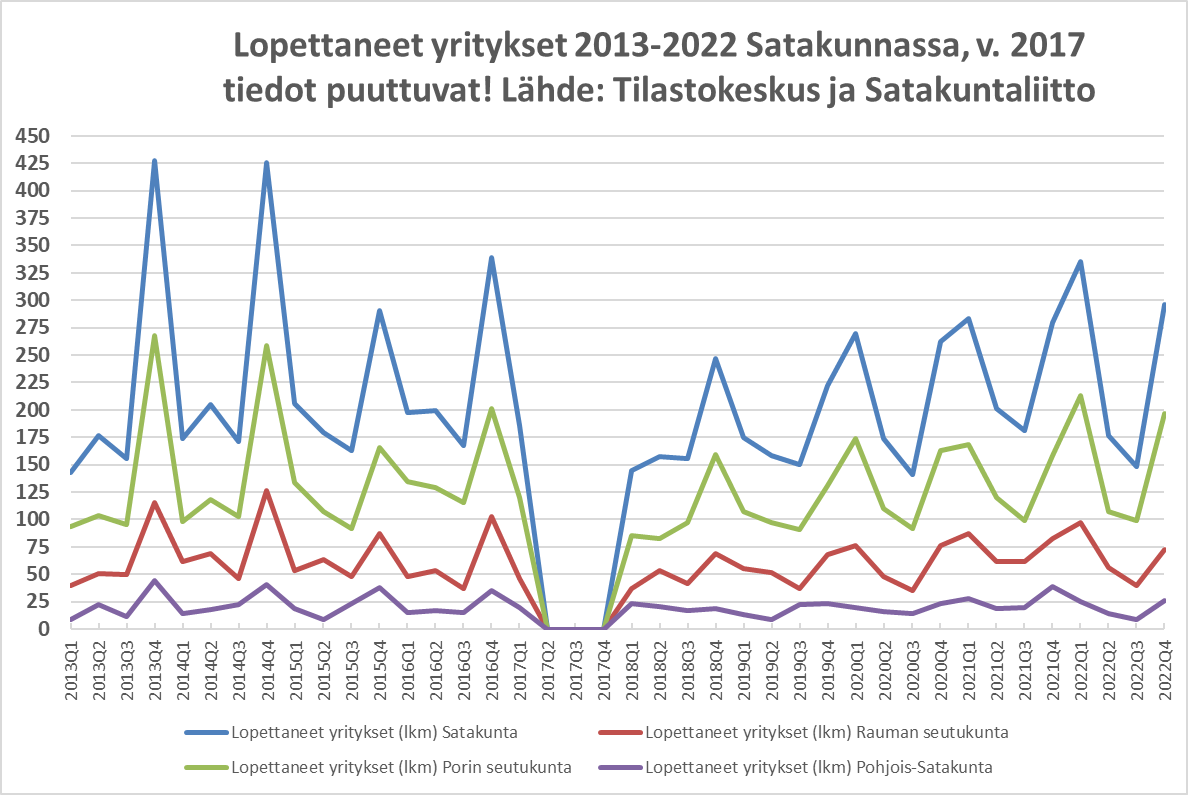 Lopettaneet yritykset 2013-2022 Satakunnassa, v. 2017
tiedot puuttuvat! Lähde: Tilastokeskus ja Satakuntaliitto
450
425
400
375
350
325
300
275
250
225
200
175
150
125
100
75
50
25
0
2013Q1
2013Q2
2013Q3
2013Q4
2014Q1
2014Q2
2014Q3
2014Q4
2015Q1
2015Q2
2015Q3
2015Q4
2016Q1
2016Q2
2016Q3
2016Q4
2017Q1
2017Q2
2017Q3
2017Q4
2018Q1
2018Q2
2018Q3
2018Q4
2019Q1
2019Q2
2019Q3
2019Q4
2020Q1
2020Q2
2020Q3
2020Q4
2021Q1
2021Q2
2021Q3
2021Q4
2022Q1
2022Q2
2022Q3
2022Q4
Lopettaneet yritykset (lkm) Satakunta
Lopettaneet yritykset (lkm) Rauman seutukunta
Lopettaneet yritykset (lkm) Porin seutukunta
Lopettaneet yritykset (lkm) Pohjois-Satakunta